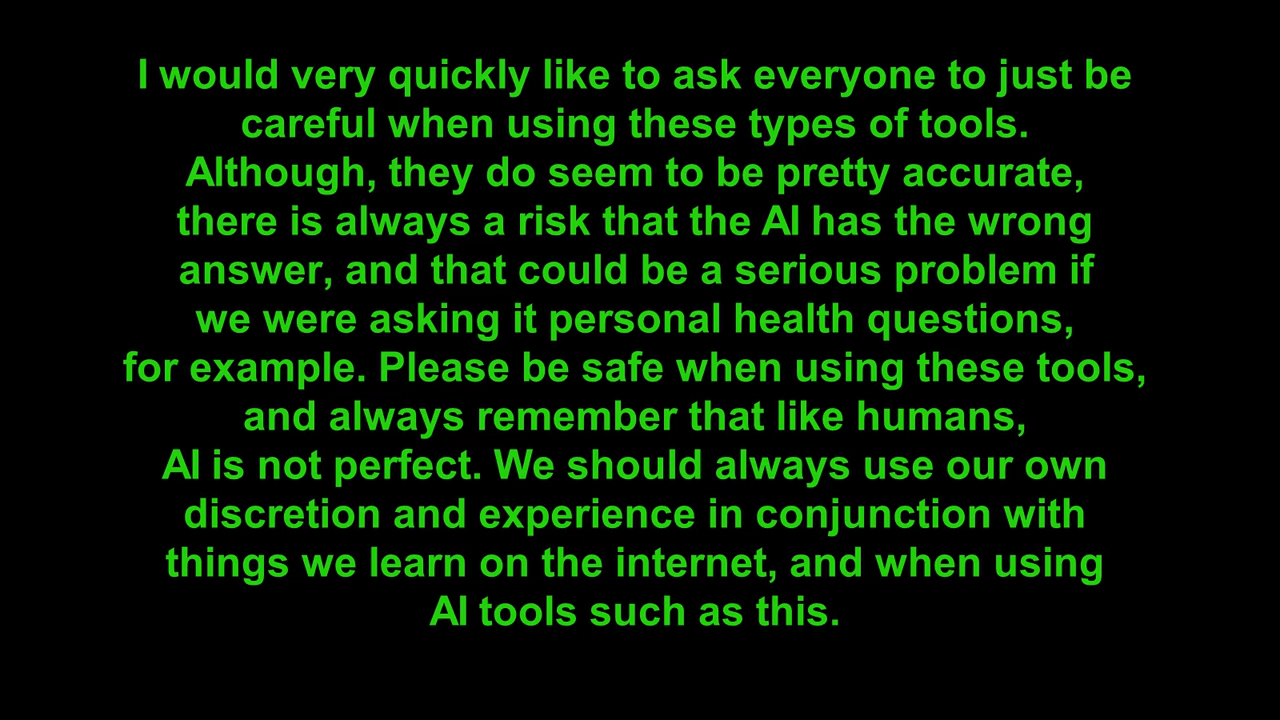 I would very quickly like to ask everyone to just be
careful when using these types of tools.
Although, they do seem to be pretty accurate,
there is always a risk that the AI has the wrong
answer, and that could be a serious problem if
we were asking it personal health questions,
for example. Please be safe when using these tools,
and always remember that like humans,
AI is not perfect. We should always use our own
discretion and experience in conjunction with
things we learn on the internet, and when using
AI tools such as this.